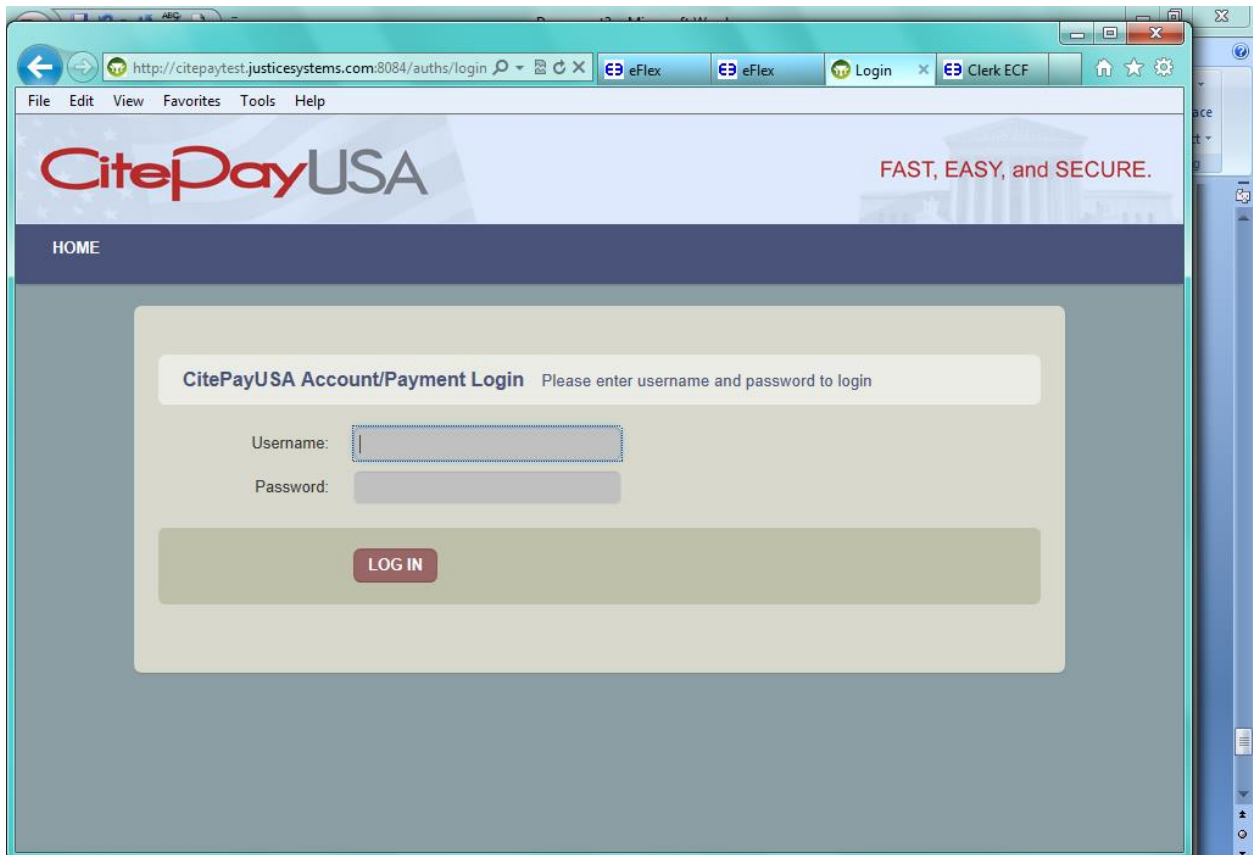 http://citepaytest.justicesystems.com:8084/auths/login
eFlex
eFlex
Login
Clerk ECF
File Edit View Favorites Tools Help
CitePayUSA
FAST, EASY, and SECURE.
HOME
CitePayUSA Account/Payment Login Please enter username and password to login
Username:
Password:
LOG IN